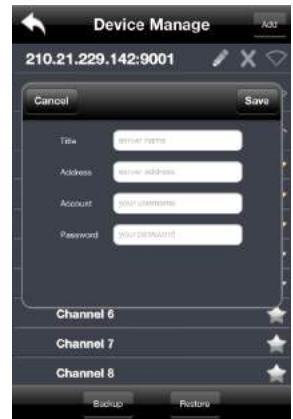 Device Manage
Add
210.21.229.142:9001
Cancel
Save
Title
server name
Address
server address
Account
your username
Password
your password
Channel 6
Channel 7
Channel 8
Backup
Restore